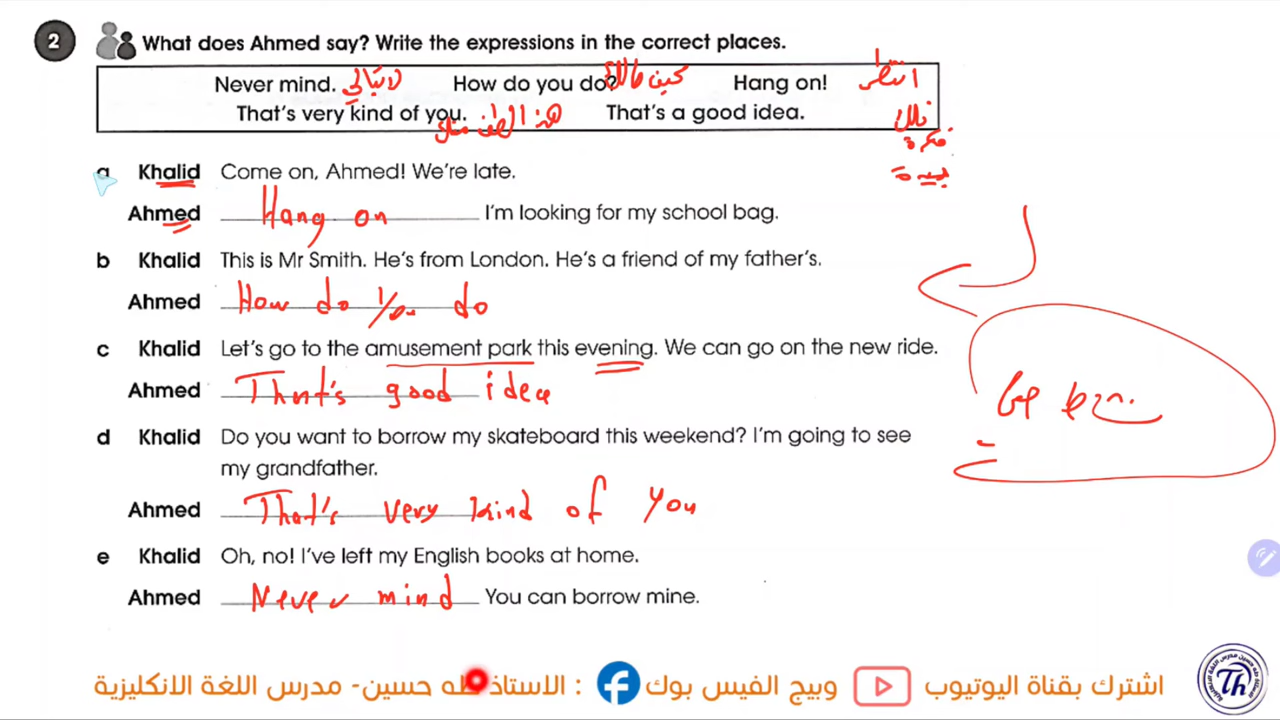 2 What does Ahmed say? Write the expressions in the correct places.
Never mind. How do you do? Hang on! انتظر
That's very kind of you. That's a good idea. تلك
فكرة
جيدة
a Khalid Come on, Ahmed! We're late.
Ahmed Hang on I'm looking for my school bag.
b Khalid This is Mr Smith. He's from London. He's a friend of my father's.
Ahmed How do you do
c Khalid Let's go to the amusement park this evening. We can go on the new ride.
Ahmed That's good idea
d Khalid Do you want to borrow my skateboard this weekend? I'm going to see
my grandfather.
Ahmed That's very kind of you
e Khalid Oh, no! I've left my English books at home.
Ahmed Never mind You can borrow mine.
اشترك بقناة اليوتيوب وبيج الفيس بوك : الاستاذ طه حسين- مدرس اللغة الانكليزية
Th